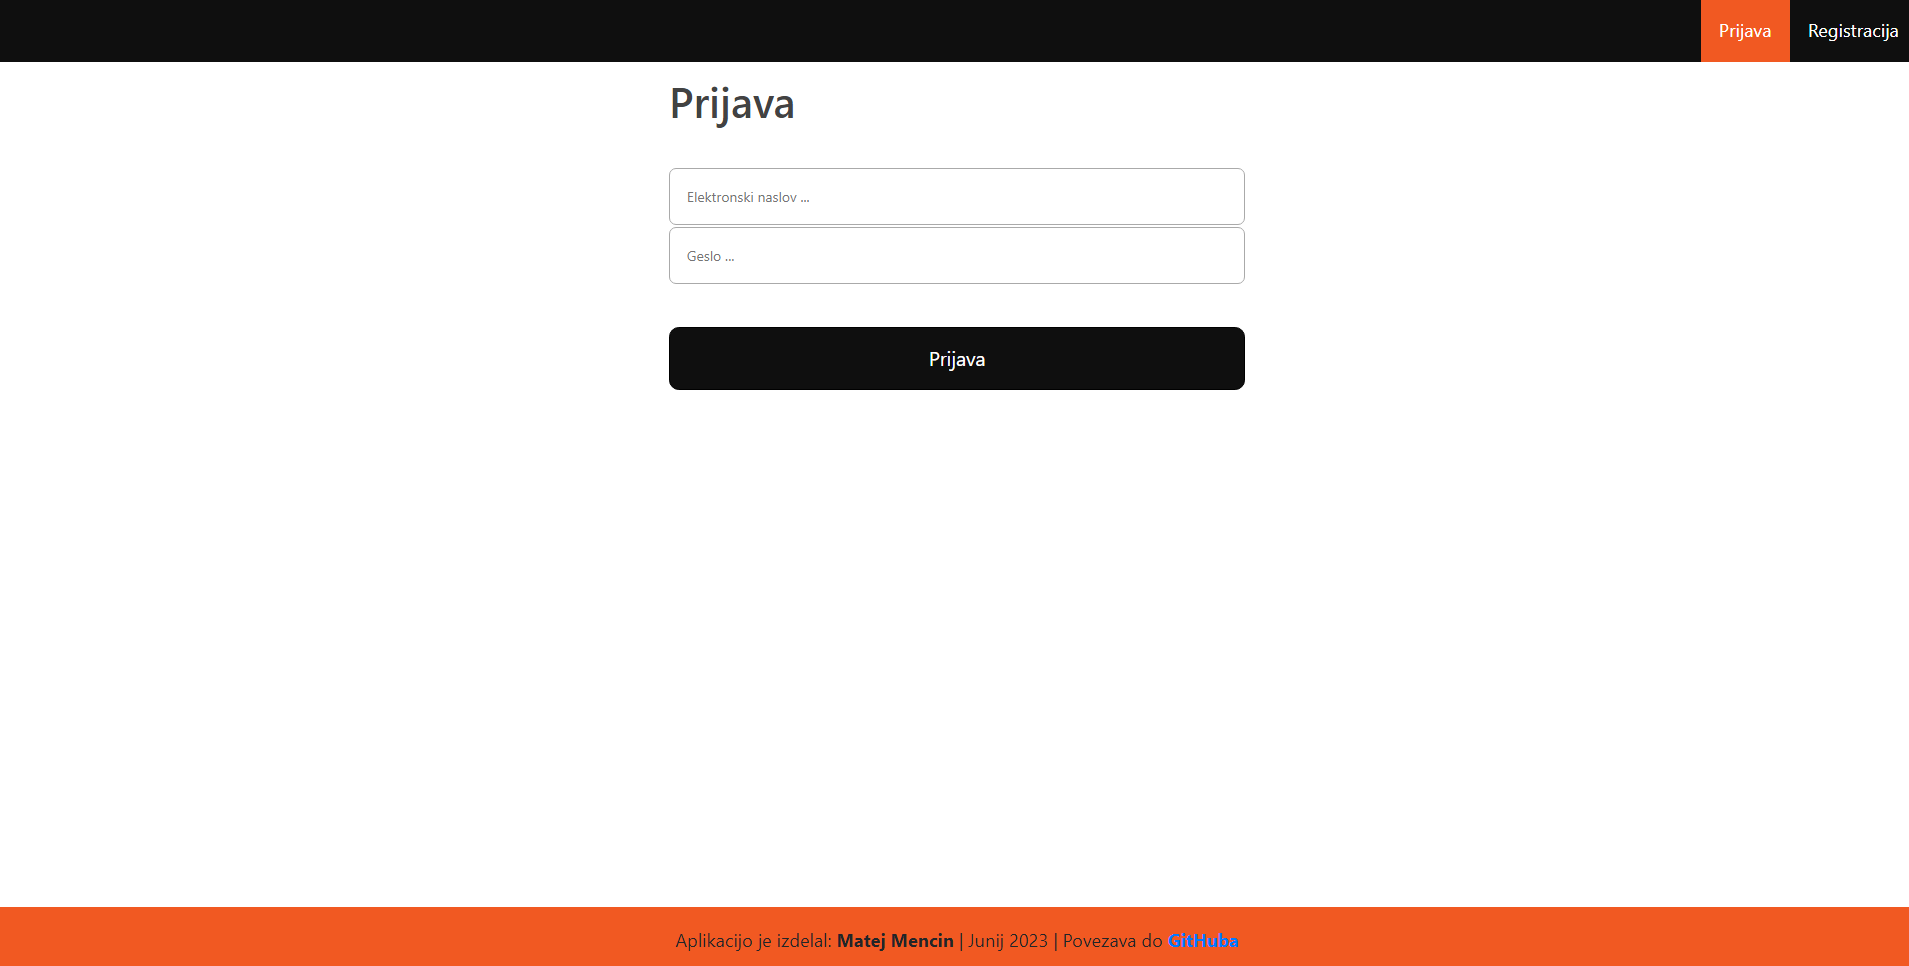 Prijava Registracija
Prijava
Elektronski naslov ...
Geslo ...
Prijava
Aplikacijo je izdelal: Matej Mencin | Junij 2023 | Povezava do GitHuba